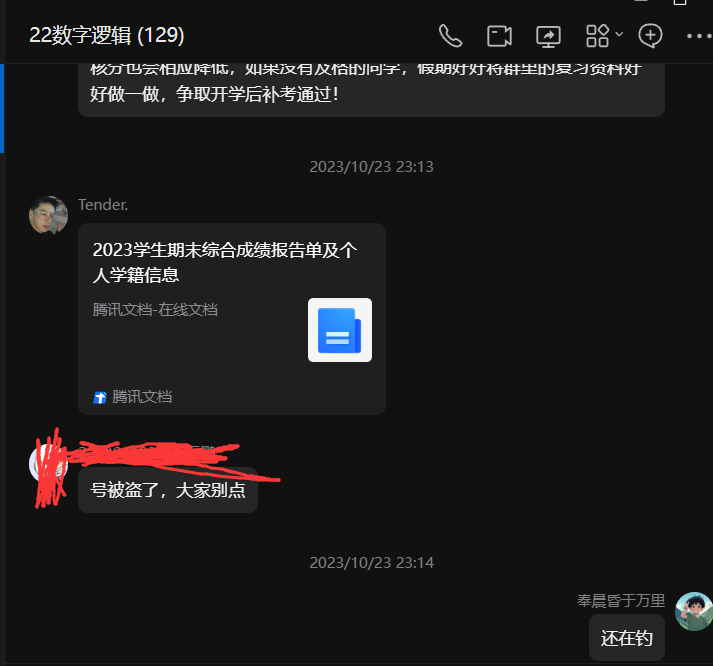 22数字逻辑 (129)
核分也会相应降低，如果没有及格的同学，假期好好将群里的复习资料好
好做一做，争取开学后补考通过！
2023/10/23 23:13
Tender.
2023学生期末综合成绩报告单及个
人学籍信息
腾讯文档-在线文档
腾讯文档
号被盗了，大家别点
2023/10/23 23:14
奉晨昏于万里
还在钓